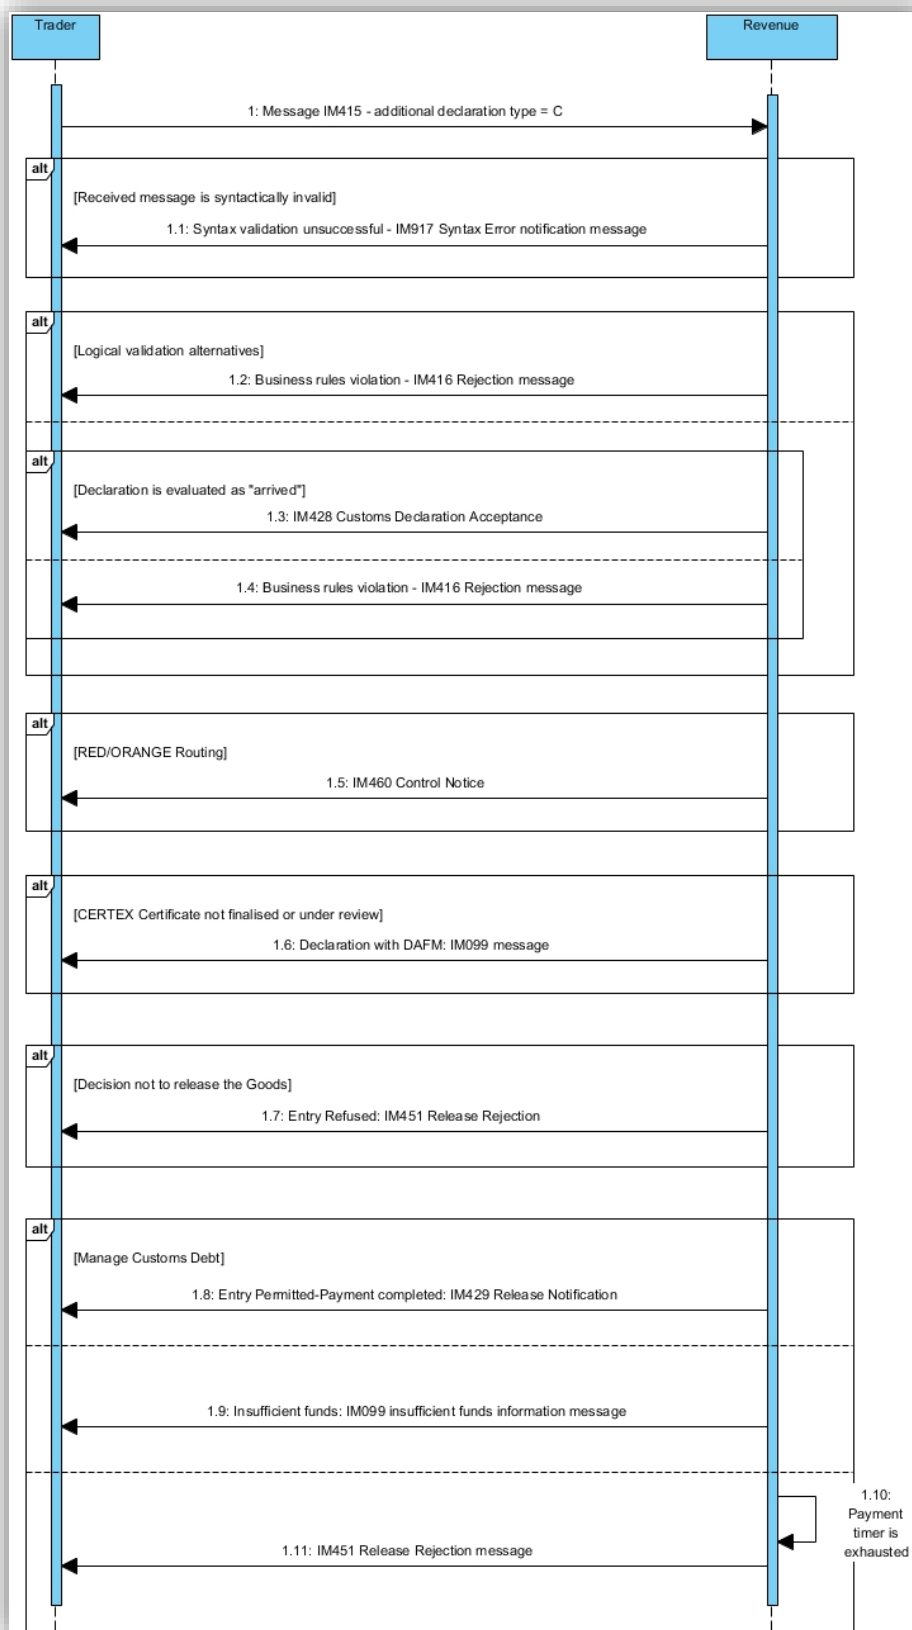 Trader
Revenue
1: Message IM415 - additional declaration type = C
alt
[Received message is syntactically invalid]
1.1: Syntax validation unsuccessful - IM917 Syntax Error notification message
alt
[Logical validation alternatives]
1.2: Business rules violation - IM416 Rejection message
alt
[Declaration is evaluated as "arrived"]
1.3: IM428 Customs Declaration Acceptance
1.4: Business rules violation - IM416 Rejection message
alt
[RED/ORANGE Routing]
1.5: IM460 Control Notice
alt
[CERTEX Certificate not finalised or under review]
1.6: Declaration with DAFM: IM099 message
alt
[Decision not to release the Goods]
1.7: Entry Refused: IM451 Release Rejection
alt
[Manage Customs Debt]
1.8: Entry Permitted-Payment completed: IM429 Release Notification
1.9: Insufficient funds: IM099 insufficient funds information message
1.10:
Payment
timer is
exhausted
1.11: IM451 Release Rejection message